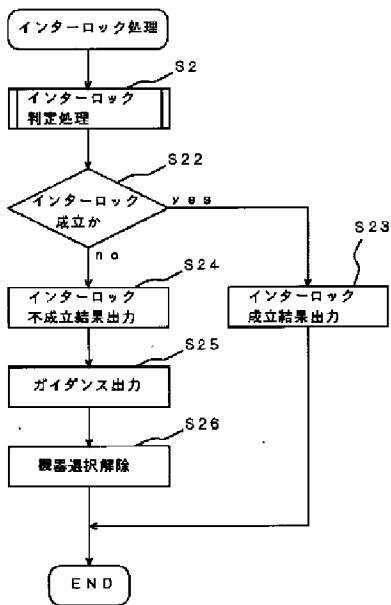 インターロック処理
S2
インターロック
判定処理
S22
インターロック
成立か
yes
no
S23
インターロック
成立結果出力
S24
インターロック
不成立結果出力
S25
ガイダンス出力
S26
機器選択解除
END